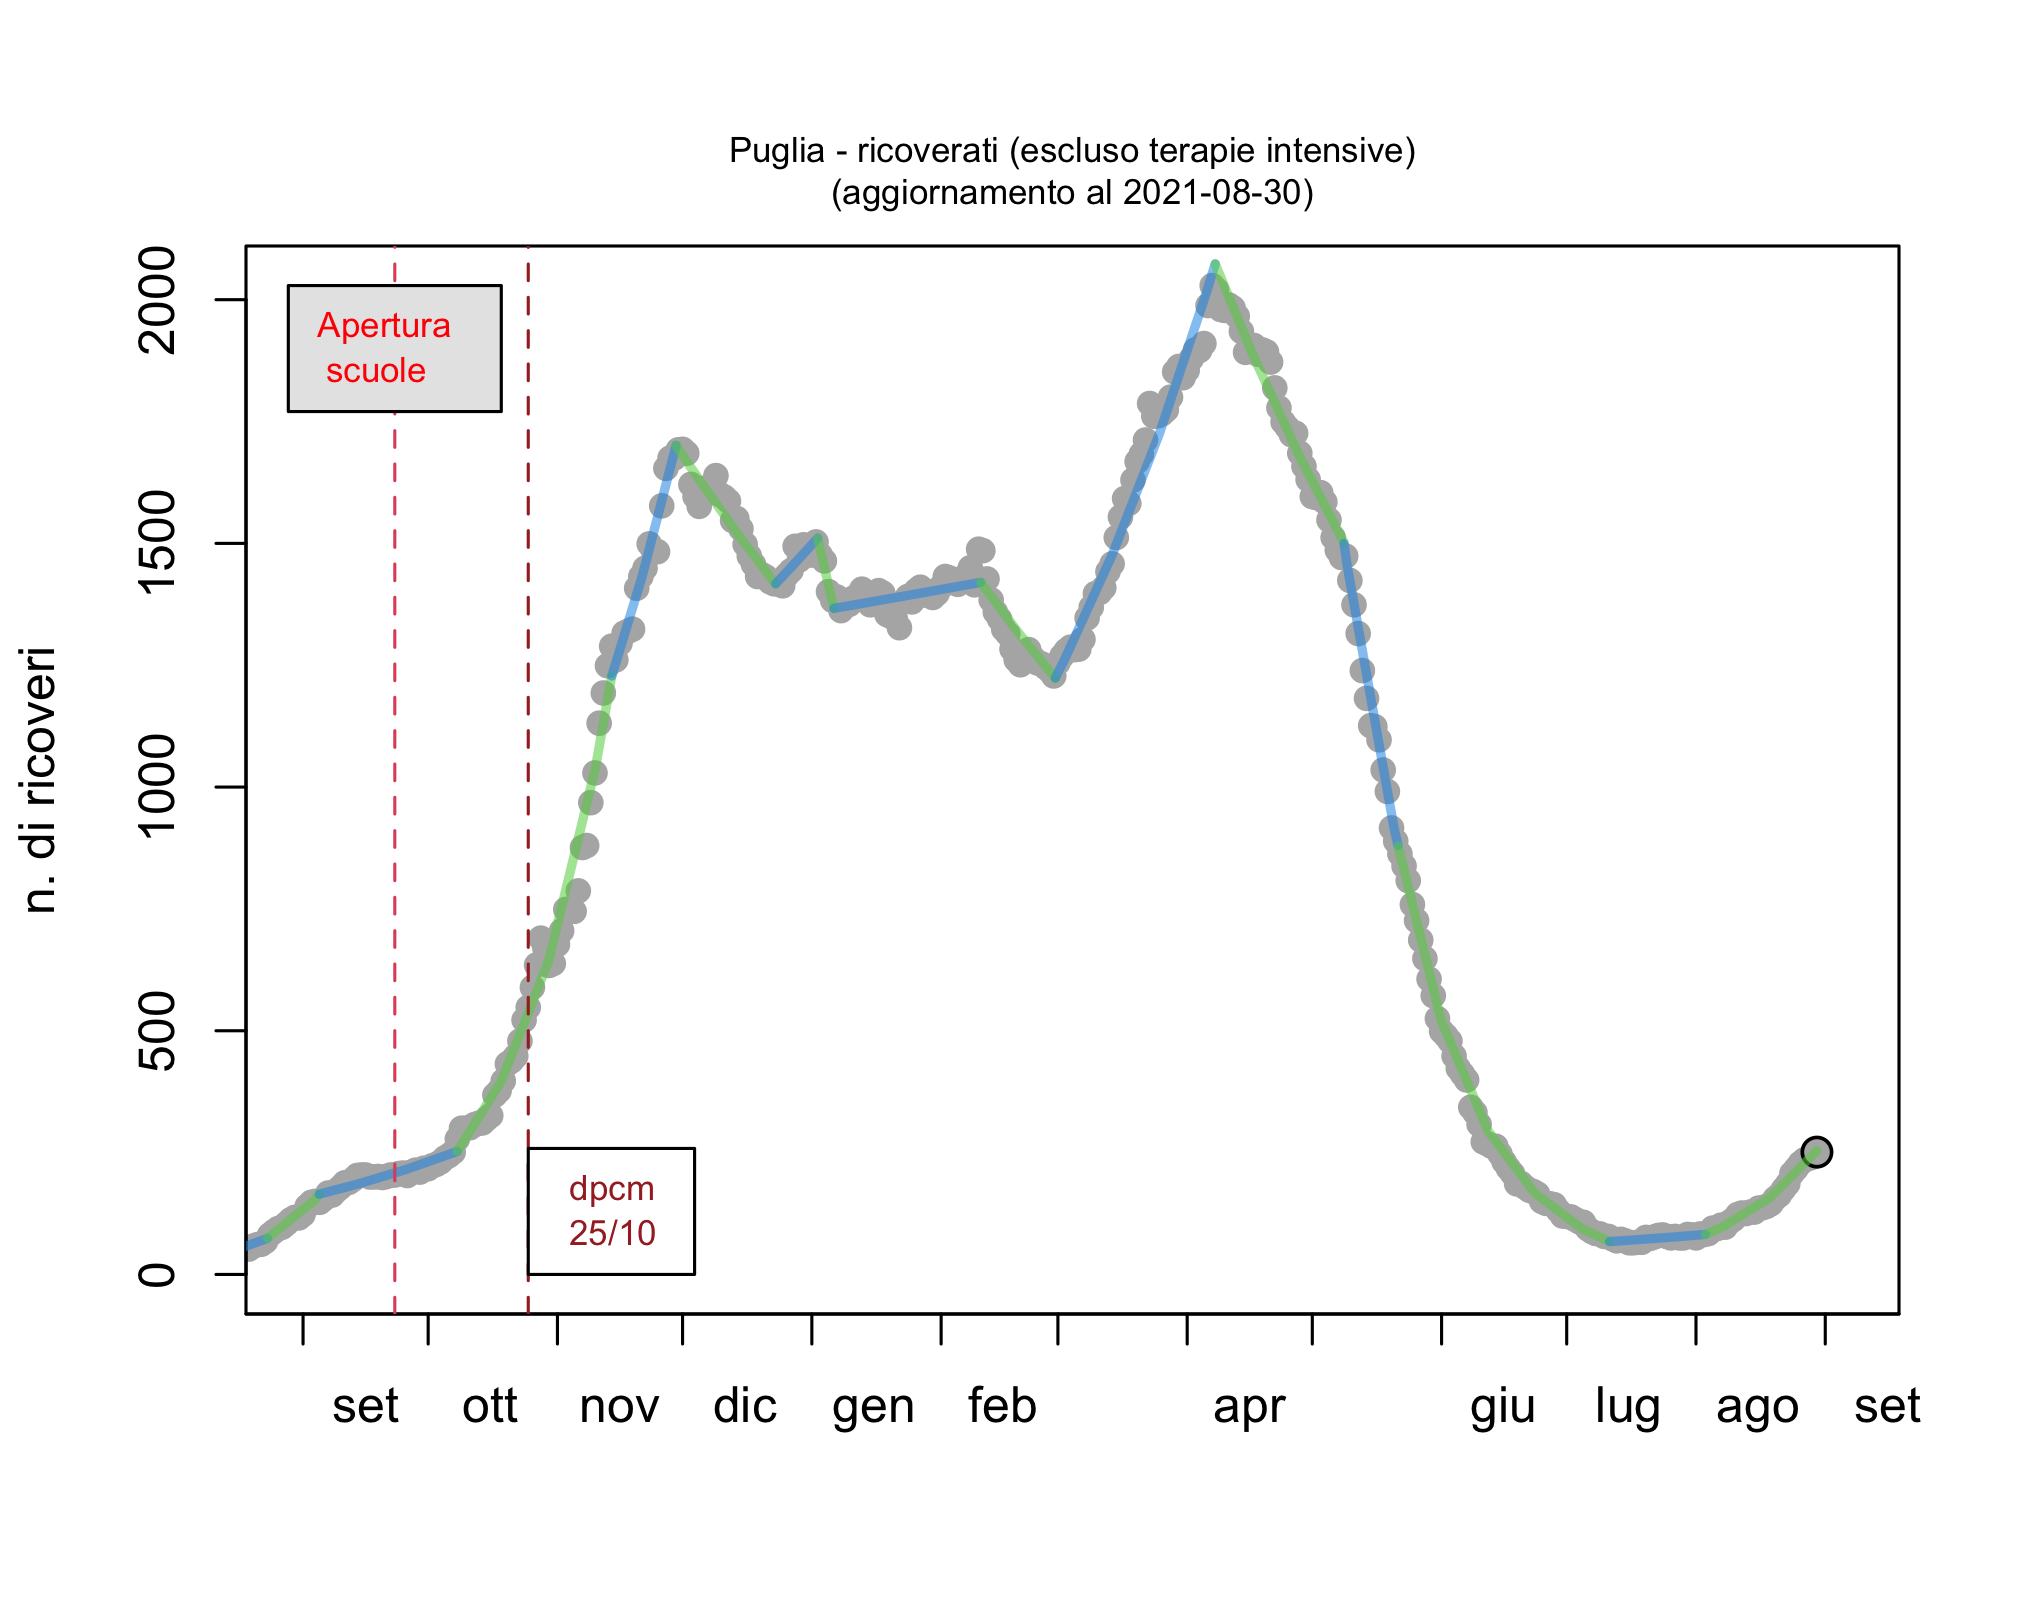 Puglia - ricoverati (escluso terapie intensive)
(aggiornamento al 2021-08-30)
n. di ricoveri
2000
1500
1000
500
0
Apertura
scuole
dpcm
25/10
set ott nov dic gen feb apr giu lug ago set